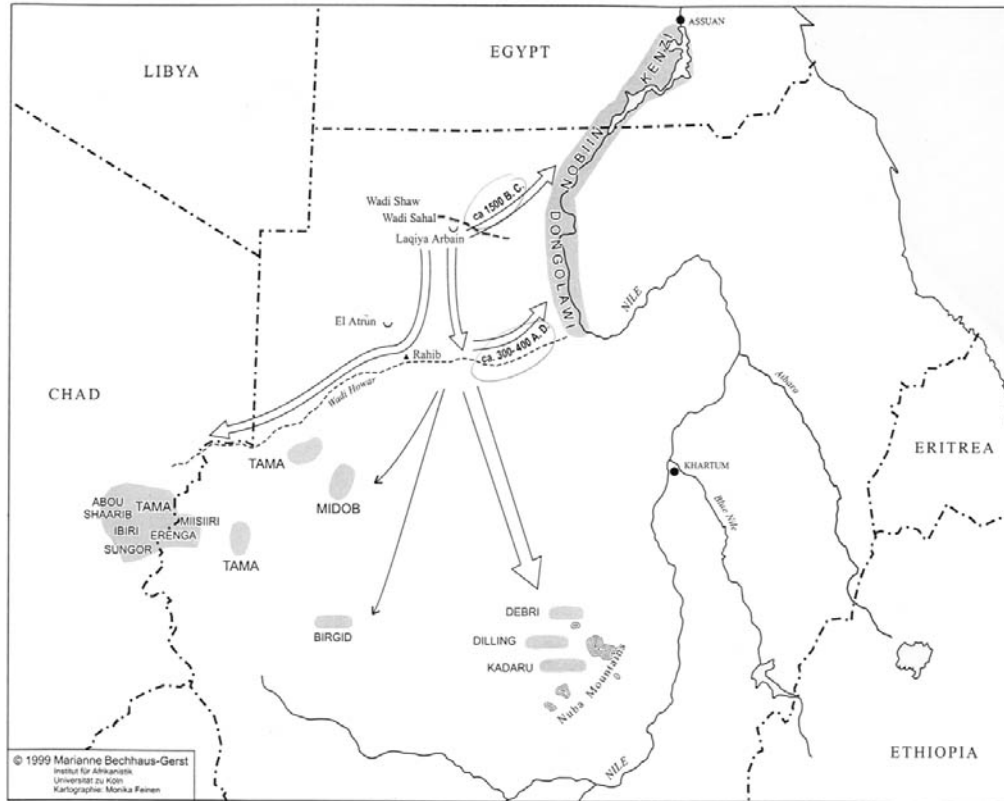 ASSUAN
EGYPT
LIBYA
KENZI
NOBIIN
ca 1500 B. C.
Wadi Shaw
Wadi Sahal
Laqiya Arbain
DONGOLAWI
NILE
El Atrun
ca. 300-400 A.D.
Rahib
Wadi Howar
CHAD
Atbara
ERITREA
TAMA
KHARTUM
MIDOB
ABOU
SHAARIB
TAMA
MIISIIRI
IBIRI
ERENGA
SUNGOR
TAMA
Blue Nile
DEBRI
BIRGID
DILLING
KADARU
Nuba Mountains
NILE
ETHIOPIA
© 1999 Marianne Bechhaus-Gerst
Institut für Afrikanistik
Universität zu Köln
Kartographie: Monika Feinen